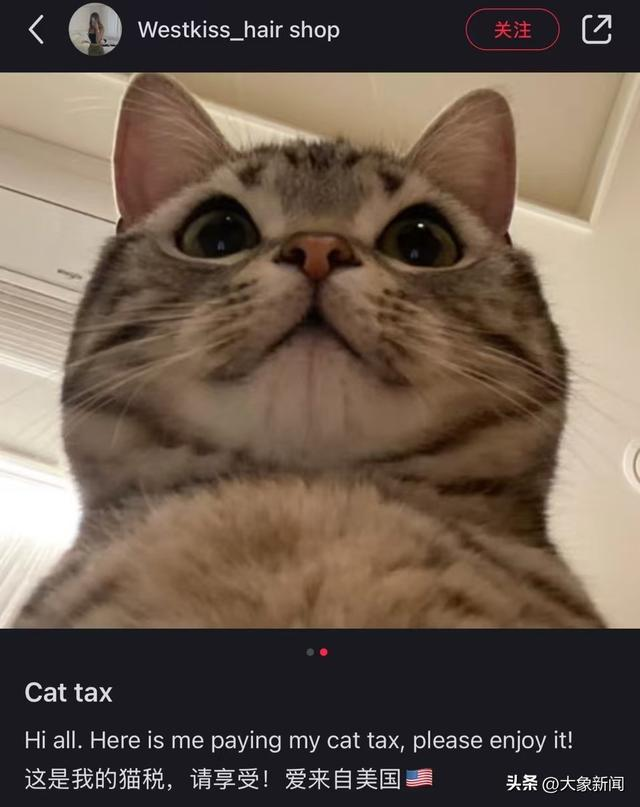 Westkiss_hair shop
关注
Cat tax
Hi all. Here is me paying my cat tax, please enjoy it!
这是我的猫税，请享受！爱来自美国🇺🇸
头条 @大象新闻